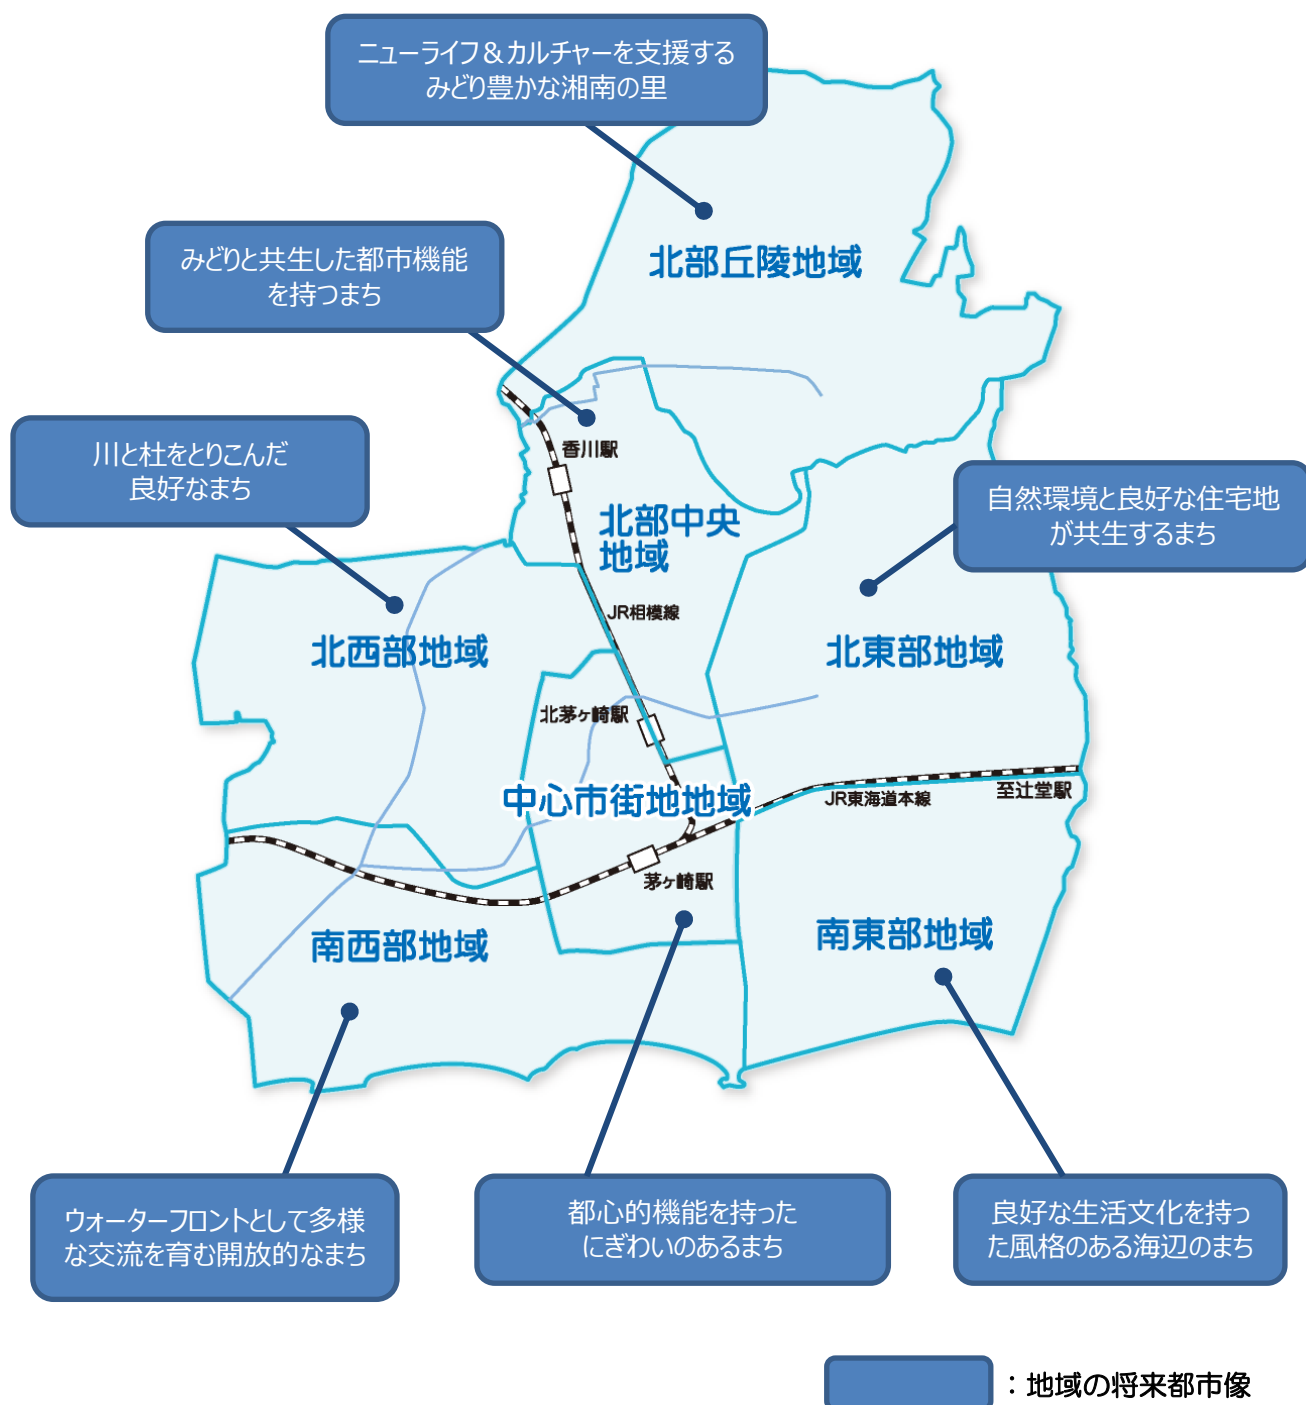 ニューライフ＆カルチャーを支援する
みどり豊かな湘南の里
北部丘陵地域
みどりと共生した都市機能
を持つまち
香川駅
川と杜をとりこんだ
良好なまち
自然環境と良好な住宅地
が共生するまち
北部中央
地域
JR相模線
北西部地域
北東部地域
北茅ヶ崎駅
中心市街地地域
JR東海道本線
至辻堂駅
茅ヶ崎駅
南西部地域
南東部地域
ウォーターフロントとして多様
な交流を育む開放的なまち
都心的機能を持った
にぎわいのあるまち
良好な生活文化を持っ
た風格のある海辺のまち
：地域の将来都市像